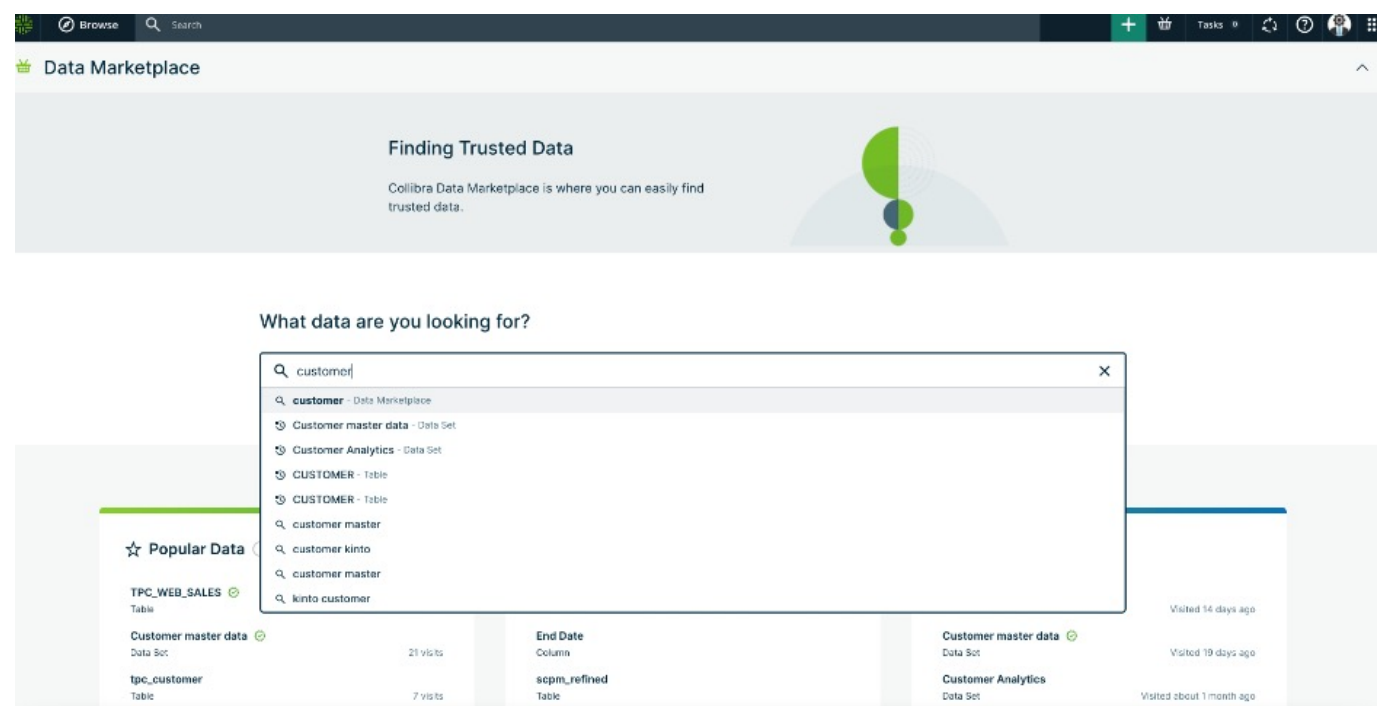 Browse
Search
Tasks 0
Data Marketplace
Finding Trusted Data
Collibra Data Marketplace is where you can easily find
trusted data.
What data are you looking for?
customer
customer - Data Marketplace
Customer master data - Data Set
Customer Analytics - Data Set
CUSTOMER - Table
CUSTOMER - Table
customer master
customer kinto
customer master
kinto customer
Popular Data
TPC_WEB_SALES
Table
Customer master data
Data Set
21 visits
tpc_customer
Table
7 visits
End Date
Column
scpm_refined
Table
Visited 14 days ago
Customer master data
Data Set
Visited 19 days ago
Customer Analytics
Data Set
Visited about 1 month ago